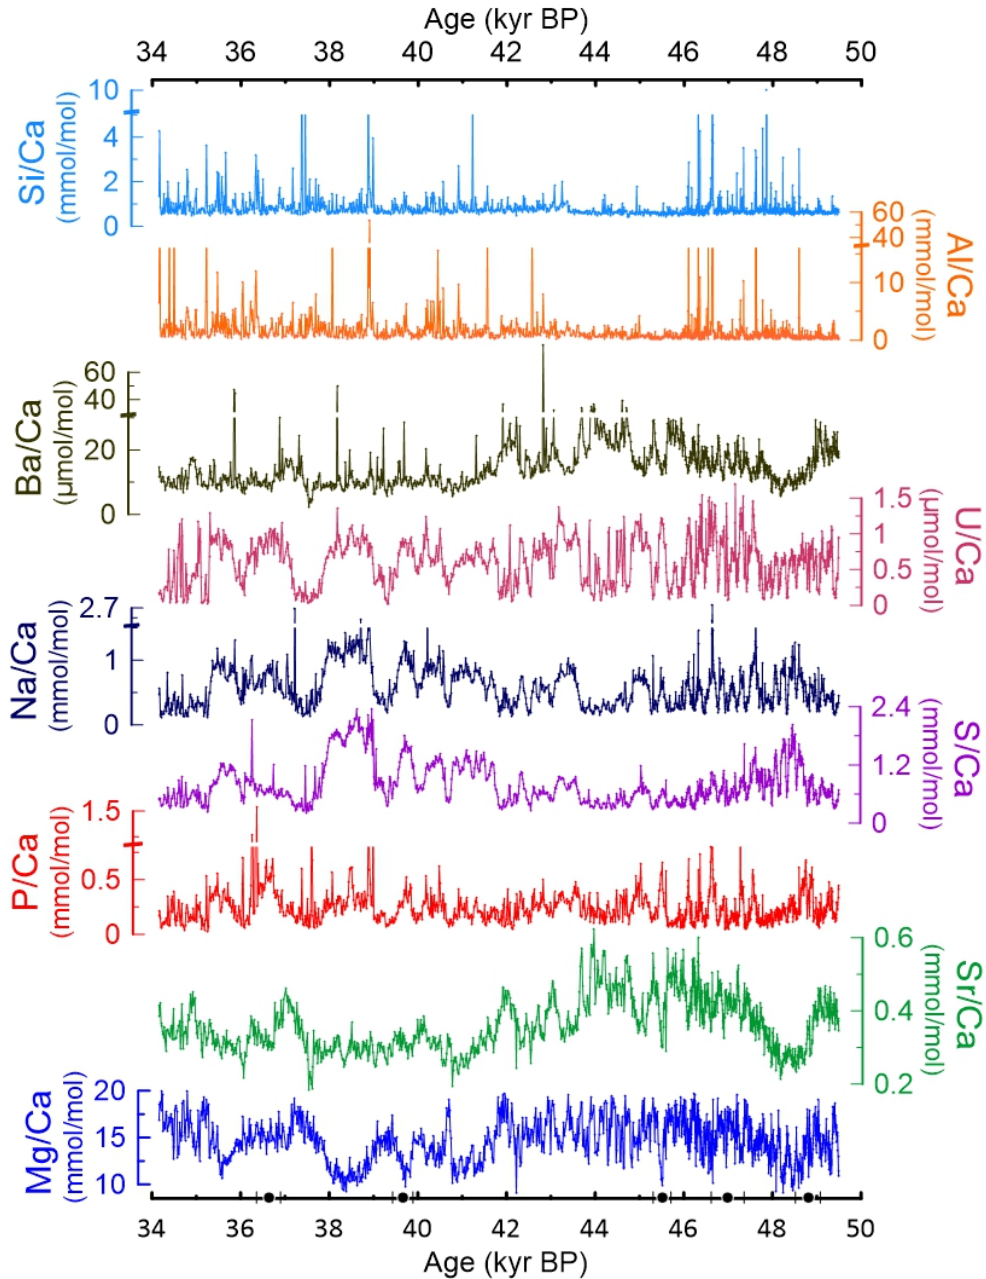 Age (kyr BP)
34 36 38 40 42 44 46 48 50
10
4
2
0
Si/Ca
(mmol/mol)
60
40
10
0
Al/Ca
(mmol/mol)
60
40
20
0
Ba/Ca
(μmol/mol)
1.5
1
0.5
0
U/Ca
(μmol/mol)
2.7
1
0
Na/Ca
(mmol/mol)
2.4
1.2
0
S/Ca
(mmol/mol)
1.5
0.5
0
P/Ca
(mmol/mol)
0.6
0.4
0.2
Sr/Ca
(mmol/mol)
20
15
10
Mg/Ca
(mmol/mol)
34 36 38 40 42 44 46 48 50
Age (kyr BP)